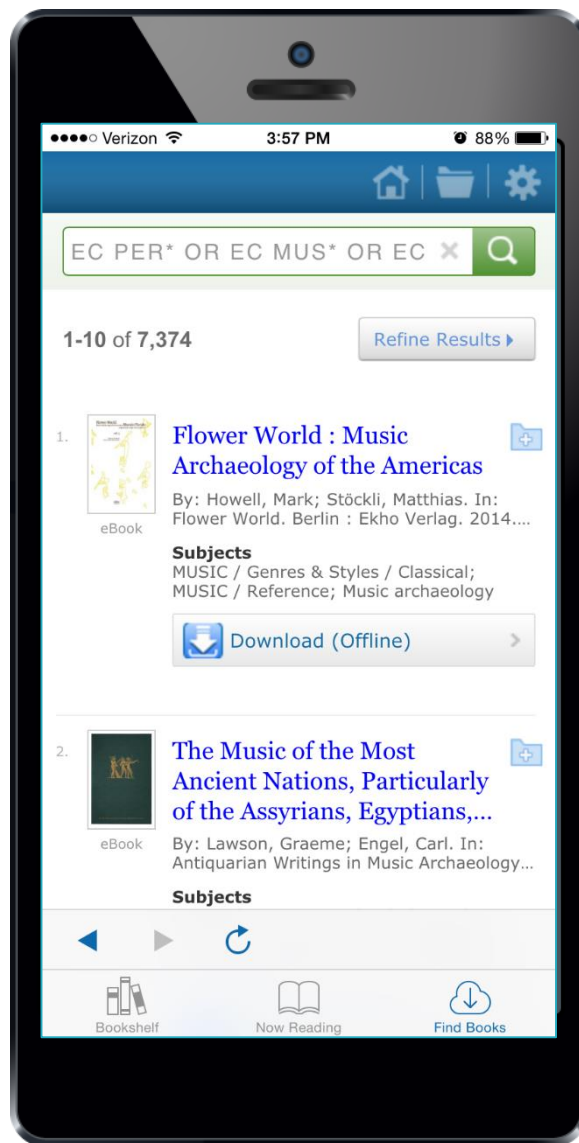 Verizon 3:57 PM 88%
EC PER* OR EC MUS* OR EC
1-10 of 7,374
Refine Results
1.
eBook
Flower World : Music
Archaeology of the Americas
By: Howell, Mark; Stöckli, Matthias. In:
Flower World. Berlin : Ekho Verlag. 2014....
Subjects
MUSIC / Genres & Styles / Classical;
MUSIC / Reference; Music archaeology
Download (Offline)
2.
eBook
The Music of the Most
Ancient Nations, Particularly
of the Assyrians, Egyptians,...
By: Lawson, Graeme; Engel, Carl. In:
Antiquarian Writings in Music Archaeology...
Subjects
Bookshelf Now Reading Find Books